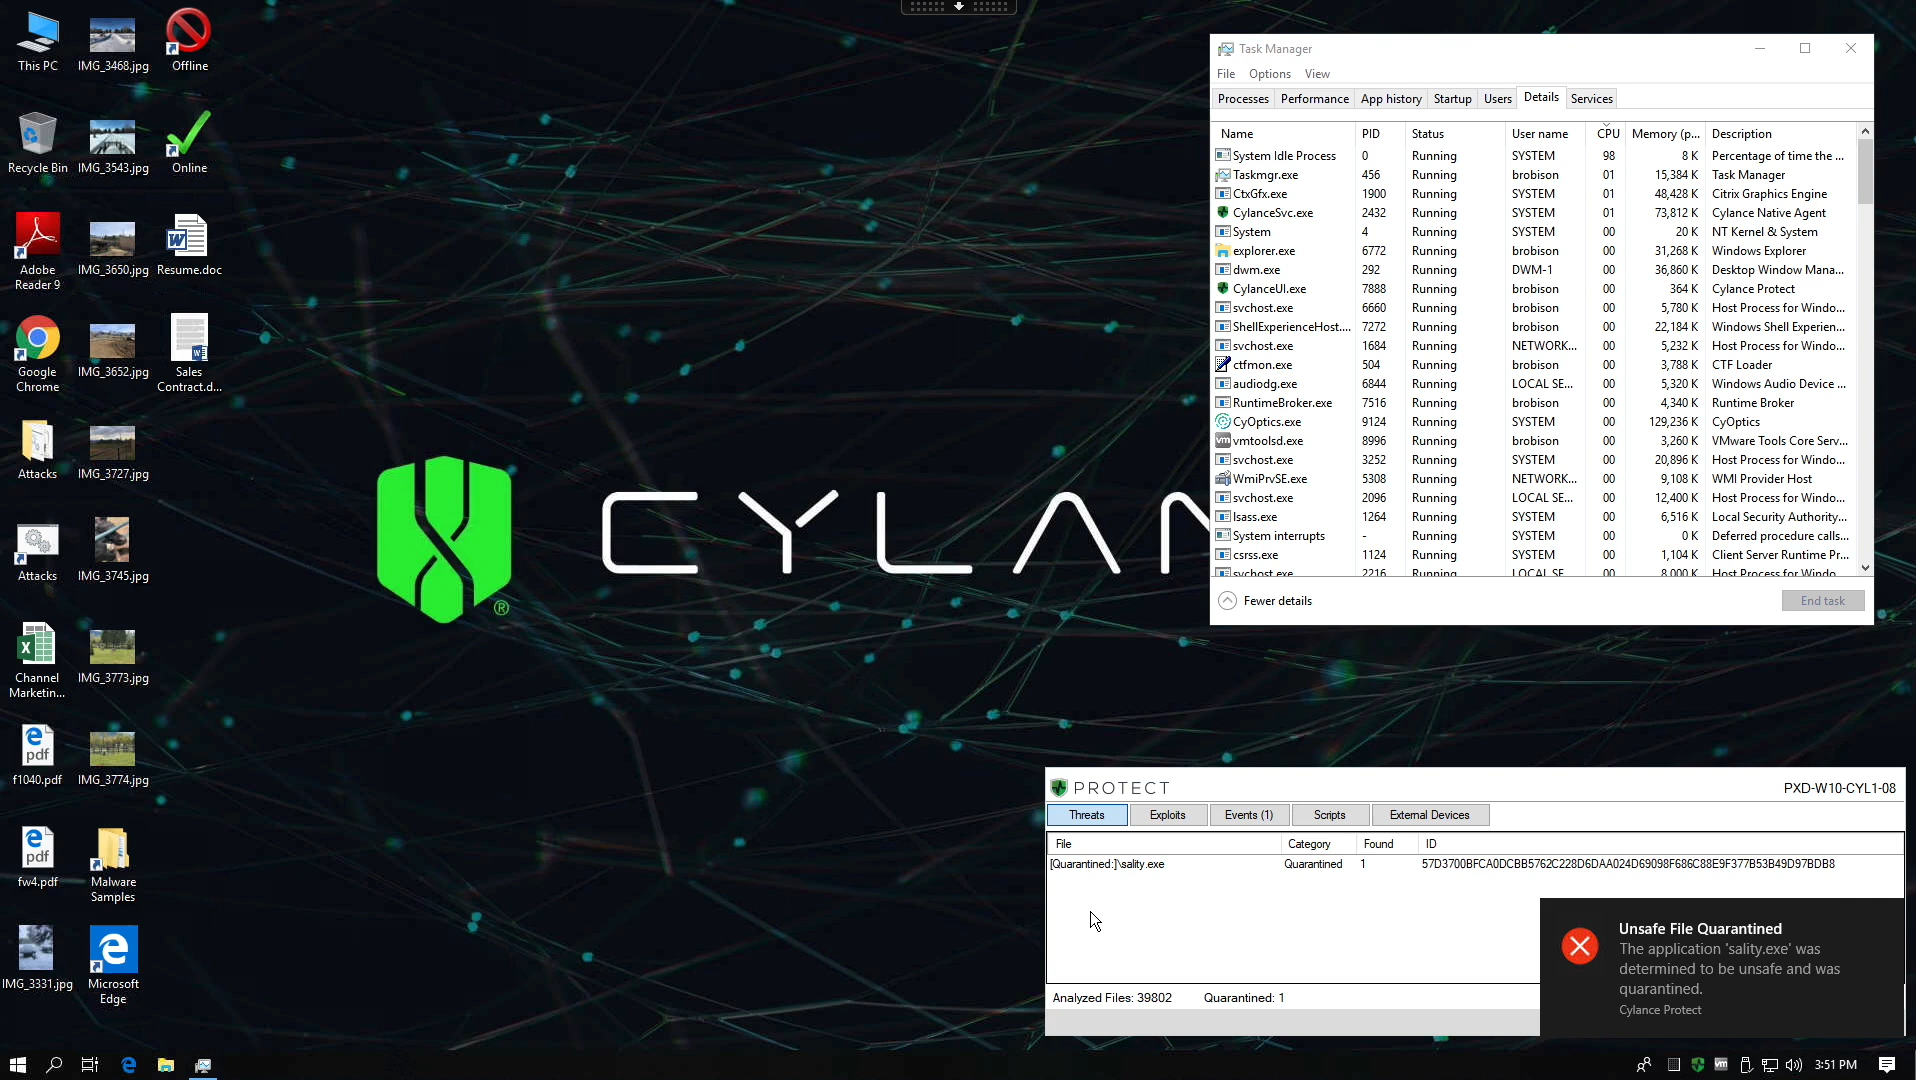 This PC
IMG_3468.jpg
Offline
Recycle Bin
IMG_3543.jpg
Online
Adobe
Reader 9
IMG_3650.jpg
Resume.doc
Google
Chrome
IMG_3652.jpg
Sales
Contract.d...
Attacks
IMG_3727.jpg
Attacks
IMG_3745.jpg
Channel
Marketin...
IMG_3773.jpg
f1040.pdf
IMG_3774.jpg
fw4.pdf
Malware
Samples
IMG_3331.jpg
Microsoft
Edge
CYLAN
®
Task Manager
File Options View
Processes Performance App history Startup Users Details Services
Name PID Status User name CPU Memory (p... Description
System Idle Process 0 Running SYSTEM 98 8 K Percentage of time the ...
Taskmgr.exe 456 Running brobison 01 15,384 K Task Manager
CtxGfx.exe 1900 Running SYSTEM 01 48,428 K Citrix Graphics Engine
CylanceSvc.exe 2432 Running SYSTEM 01 73,812 K Cylance Native Agent
System 4 Running SYSTEM 00 20 K NT Kernel & System
explorer.exe 6772 Running brobison 00 31,268 K Windows Explorer
dwm.exe 292 Running DWM-1 00 36,860 K Desktop Window Mana...
CylanceUI.exe 7888 Running brobison 00 364 K Cylance Protect
svchost.exe 6660 Running brobison 00 5,780 K Host Process for Windo...
ShellExperienceHost.... 7272 Running brobison 00 22,184 K Windows Shell Experien...
svchost.exe 1684 Running NETWORK... 00 5,232 K Host Process for Windo...
ctfmon.exe 504 Running brobison 00 3,788 K CTF Loader
audiodg.exe 6844 Running LOCAL SE... 00 5,320 K Windows Audio Device ...
RuntimeBroker.exe 7516 Running brobison 00 4,340 K Runtime Broker
CyOptics.exe 9124 Running SYSTEM 00 129,236 K CyOptics
vmtoolsd.exe 8996 Running brobison 00 3,260 K VMware Tools Core Serv...
svchost.exe 3252 Running SYSTEM 00 20,896 K Host Process for Windo...
WmiPrvSE.exe 5308 Running NETWORK... 00 9,108 K WMI Provider Host
svchost.exe 2096 Running LOCAL SE... 00 12,400 K Host Process for Windo...
lsass.exe 1264 Running SYSTEM 00 6,516 K Local Security Authority...
System interrupts - Running SYSTEM 00 0 K Deferred procedure calls...
csrss.exe 1124 Running SYSTEM 00 1,104 K Client Server Runtime Pr...
svchost.exe 2216 Running LOCAL SE 00 8,000 K Host Process for Windo
Fewer details
End task
PROTECT
PXD-W10-CYL1-08
Threats Exploits Events (1) Scripts External Devices
File Category Found ID
[Quarantined:]\sality.exe Quarantined 1 57D3700BFCA0DCBB5762C228D6DAA024D69098F686C88E9F377B53B49D97BDB8
Analyzed Files: 39802 Quarantined: 1
Unsafe File Quarantined
The application 'sality.exe' was
determined to be unsafe and was
quarantined.
Cylance Protect
3:51 PM